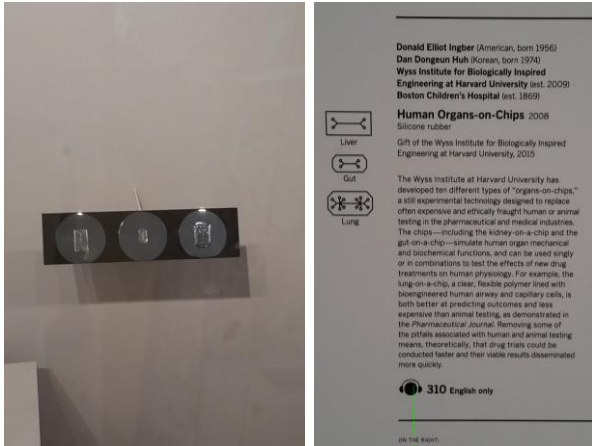 Donald Elliot Ingber (American, born 1956)
Dan Dongeun Huh (Korean, born 1974)
Wyss Institute for Biologically Inspired
Engineering at Harvard University (est. 2009)
Boston Children's Hospital (est. 1869)
Human Organs-on-Chips 2008
Silicone rubber
Gift of the Wyss Institute for Biologically Inspired
Engineering at Harvard University, 2015
Liver
Gut
Lung
The Wyss Institute at Harvard University has
developed ten different types of "organs-on-chips,"
a still experimental technology designed to replace
often expensive and ethically fraught human or animal
testing in the pharmaceutical and medical industries.
The chips—including the kidney-on-a-chip and the
gut-on-a-chip—simulate human organ mechanical
and biochemical functions, and can be used singly
or in combinations to test the effects of new drug
treatments on human physiology. For example, the
lung-on-a-chip, a clear, flexible polymer lined with
bioengineered human airway and capillary cells, is
both better at predicting outcomes and less
expensive than animal testing, as demonstrated in
the Pharmaceutical Journal. Removing some of
the pitfalls associated with human and animal testing
means, theoretically, that drug trials could be
conducted faster and their viable results disseminated
more quickly.
310 English only
ON THE RIGHT: